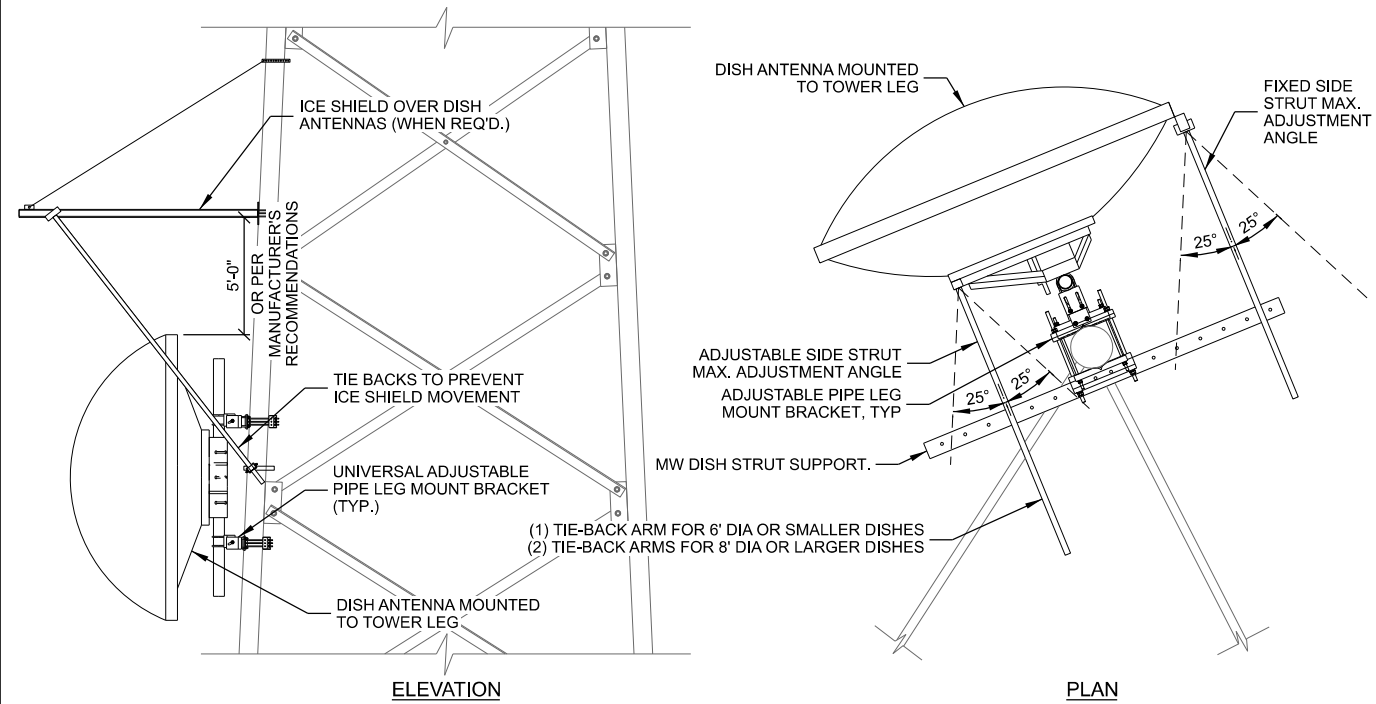 ICE SHIELD OVER DISH
ANTENNAS (WHEN REQ'D.)
5'-0"
OR PER
MANUFACTURER'S
RECOMMENDATIONS
TIE BACKS TO PREVENT
ICE SHIELD MOVEMENT
UNIVERSAL ADJUSTABLE
PIPE LEG MOUNT BRACKET
(TYP.)
DISH ANTENNA MOUNTED
TO TOWER LEG
ELEVATION
DISH ANTENNA MOUNTED
TO TOWER LEG
FIXED SIDE
STRUT MAX.
ADJUSTMENT
ANGLE
25°
25°
ADJUSTABLE SIDE STRUT
MAX. ADJUSTMENT ANGLE
ADJUSTABLE PIPE LEG
MOUNT BRACKET, TYP
25°
25°
MW DISH STRUT SUPPORT.
(1) TIE-BACK ARM FOR 6' DIA OR SMALLER DISHES
(2) TIE-BACK ARMS FOR 8' DIA OR LARGER DISHES
PLAN